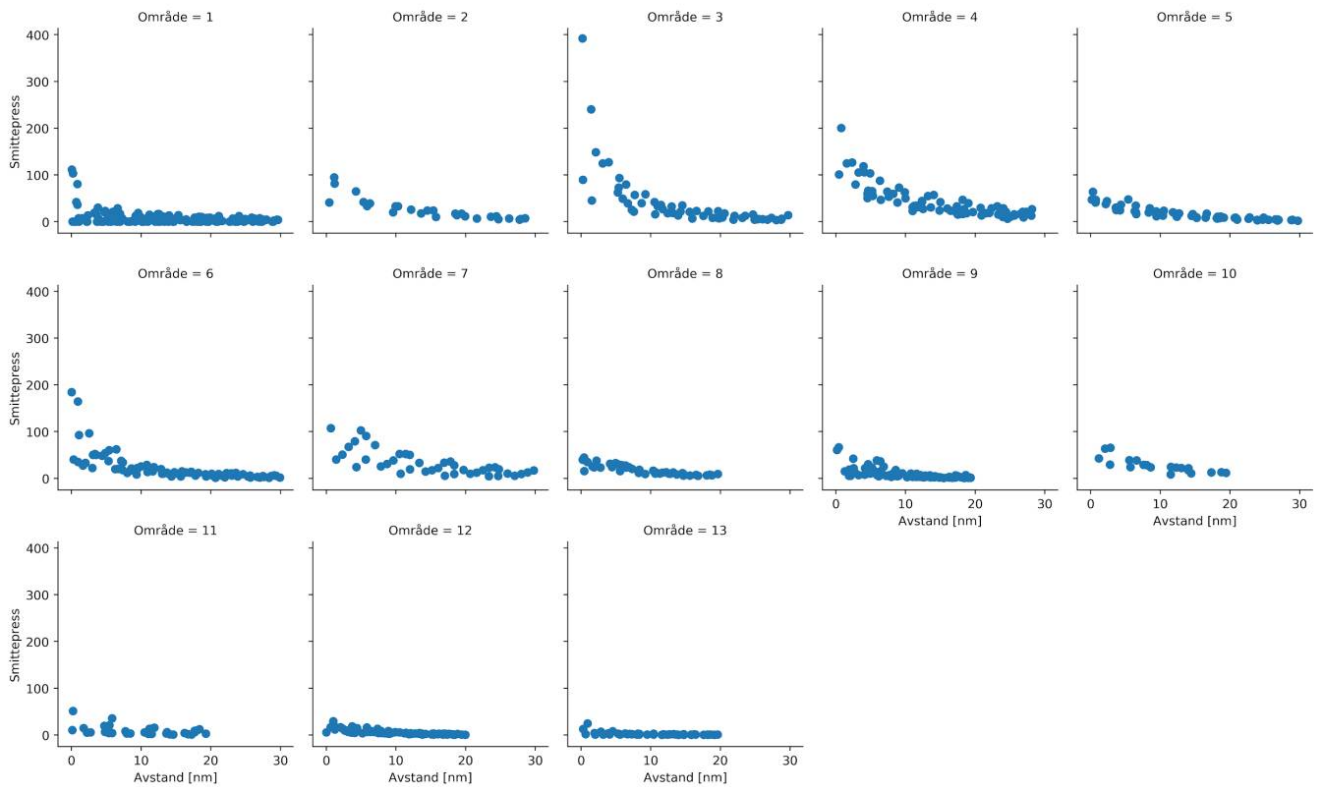 Område = 1
Område = 2
Område = 3
Område = 4
Område = 5
400
300
200
100
0
Smittepress
Område = 6
Område = 7
Område = 8
Område = 9
Område = 10
400
300
200
100
0
Smittepress
0 10 20 30
Avstand [nm]
0 10 20 30
Avstand [nm]
Område = 11
Område = 12
Område = 13
400
300
200
100
0
Smittepress
0 10 20 30
Avstand [nm]
0 10 20 30
Avstand [nm]
0 10 20 30
Avstand [nm]